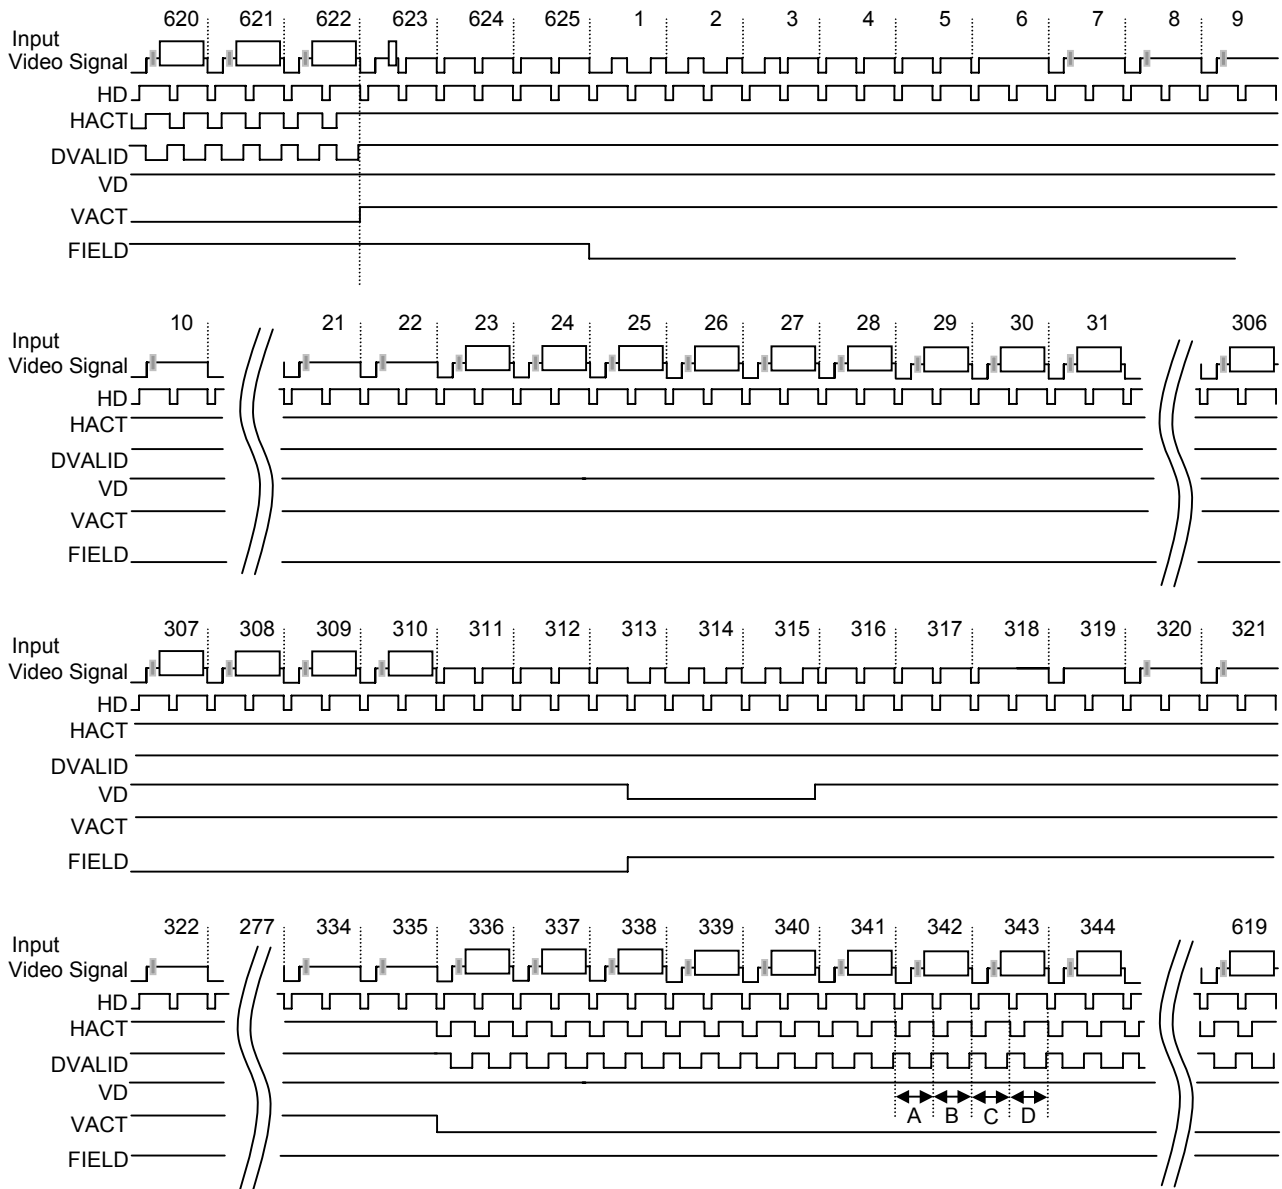 620 621 622 623 624 625 1 2 3 4 5 6 7 8 9
Input
Video Signal
HD
HACT
DVALID
VD
VACT
FIELD
10 21 22 23 24 25 26 27 28 29 30 31 306
Input
Video Signal
HD
HACT
DVALID
VD
VACT
FIELD
307 308 309 310 311 312 313 314 315 316 317 318 319 320 321
Input
Video Signal
HD
HACT
DVALID
VD
VACT
FIELD
322 277 334 335 336 337 338 339 340 341 342 343 344 619
Input
Video Signal
HD
HACT
DVALID
VD
A B C D
VACT
FIELD